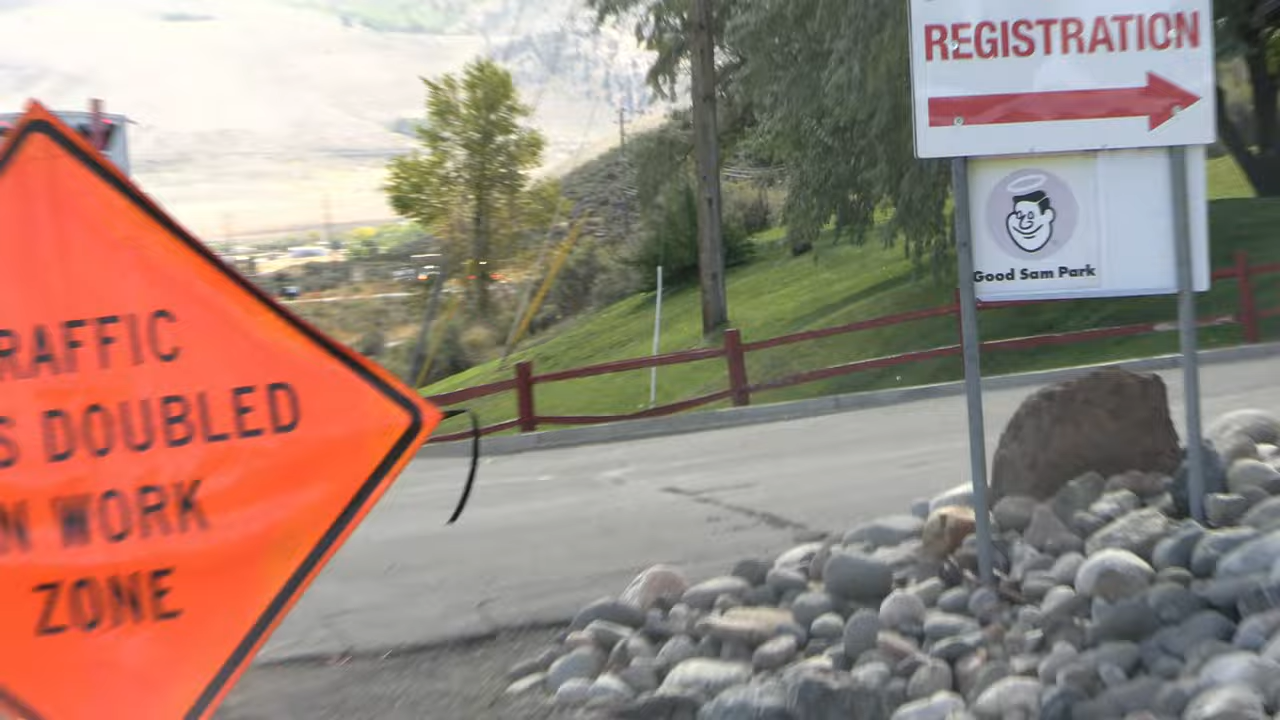 RAFFIC
S DOUBLED
N WORK
ZONE
REGISTRATION
Good Sam Park